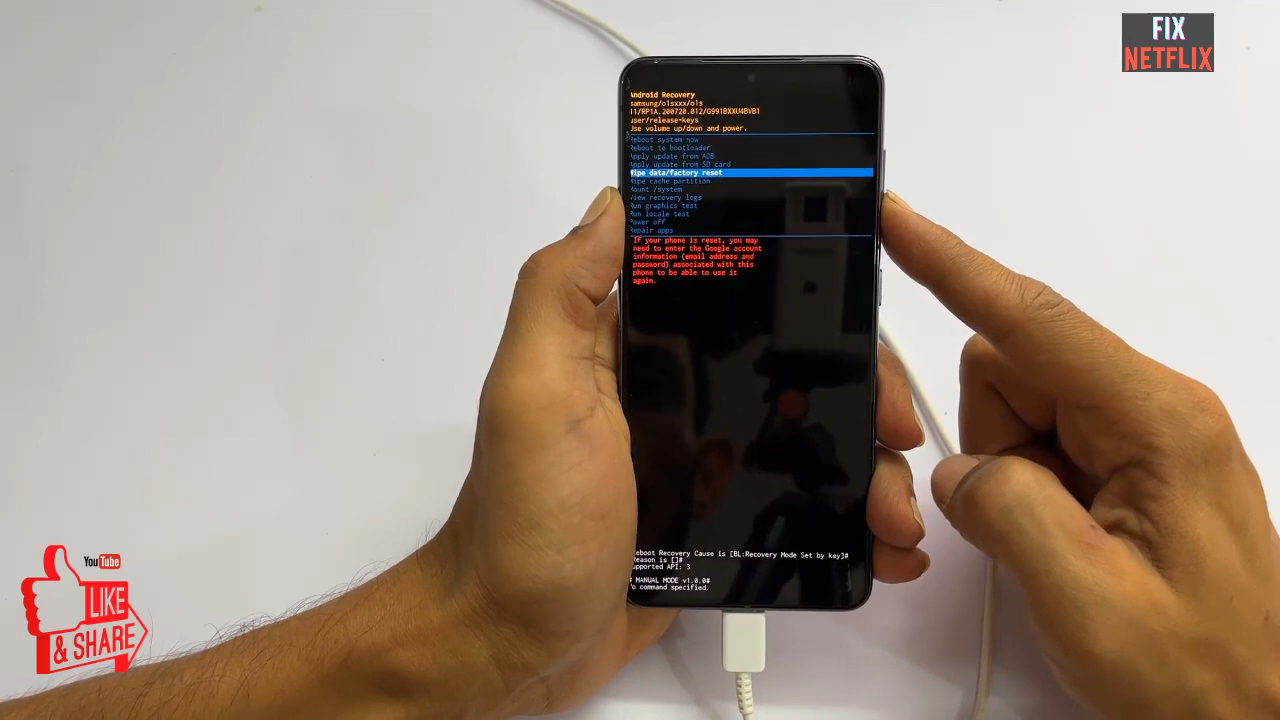 FIX
NETFLIX
Android Recovery
samsung/o1sxxx/o1s
11/RP1A.200720.012/G991BXXU4BVB1
user/release-keys
Use volume up/down and power.
Reboot system now
Reboot to bootloader
Apply update from ADB
Apply update from SD card
Wipe data/factory reset
Wipe cache partition
Mount /system
View recovery logs
Run graphics test
Run locale test
Power off
Repair apps
If your phone is reset, you may
need to enter the Google account
information (email address and
password) associated with this
phone to be able to use it
again.
Reboot Recovery Cause is [BL:Recovery Mode Set by key]#
Reason is []#
Supported API: 3
# MANUAL MODE v1.0.0#
No command specified.
YouTube
LIKE
& SHARE